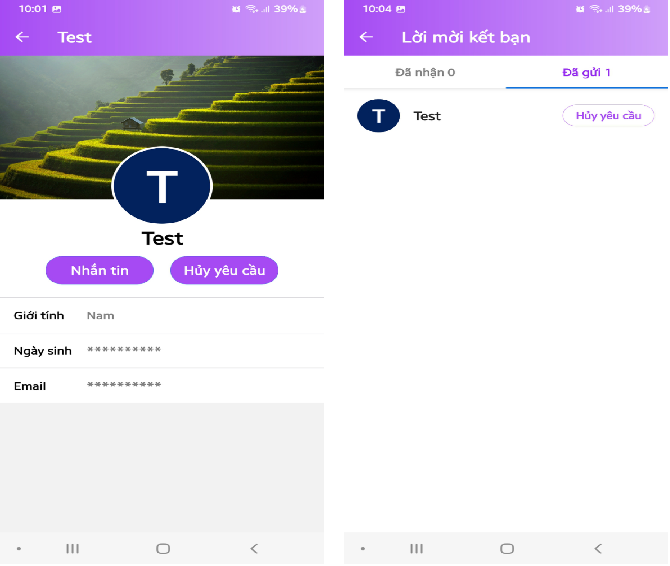 10:01
39%
Test
T
Test
Nhắn tin
Hủy yêu cầu
Giới tính Nam
Ngày sinh **********
Email **********
10:04
39%
Lời mời kết bạn
Đã nhận 0
Đã gửi 1
T
Test
Hủy yêu cầu